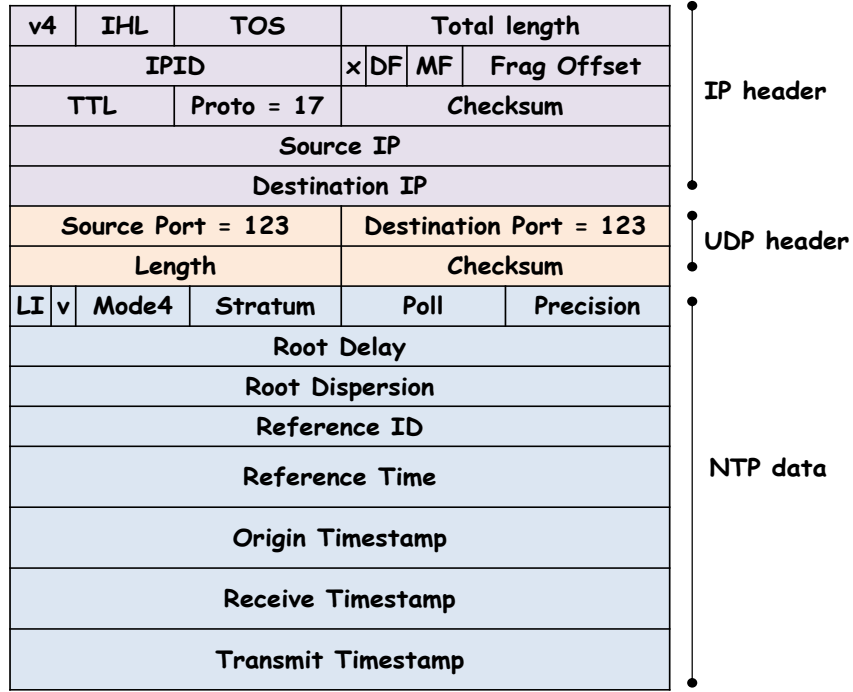 v4 IHL TOS Total length
IPID x DF MF Frag Offset
TTL Proto = 17 Checksum
Source IP
Destination IP
IP header
Source Port = 123 Destination Port = 123
Length Checksum
UDP header
LI v Mode4 Stratum Poll Precision
Root Delay
Root Dispersion
Reference ID
Reference Time
Origin Timestamp
Receive Timestamp
Transmit Timestamp
NTP data